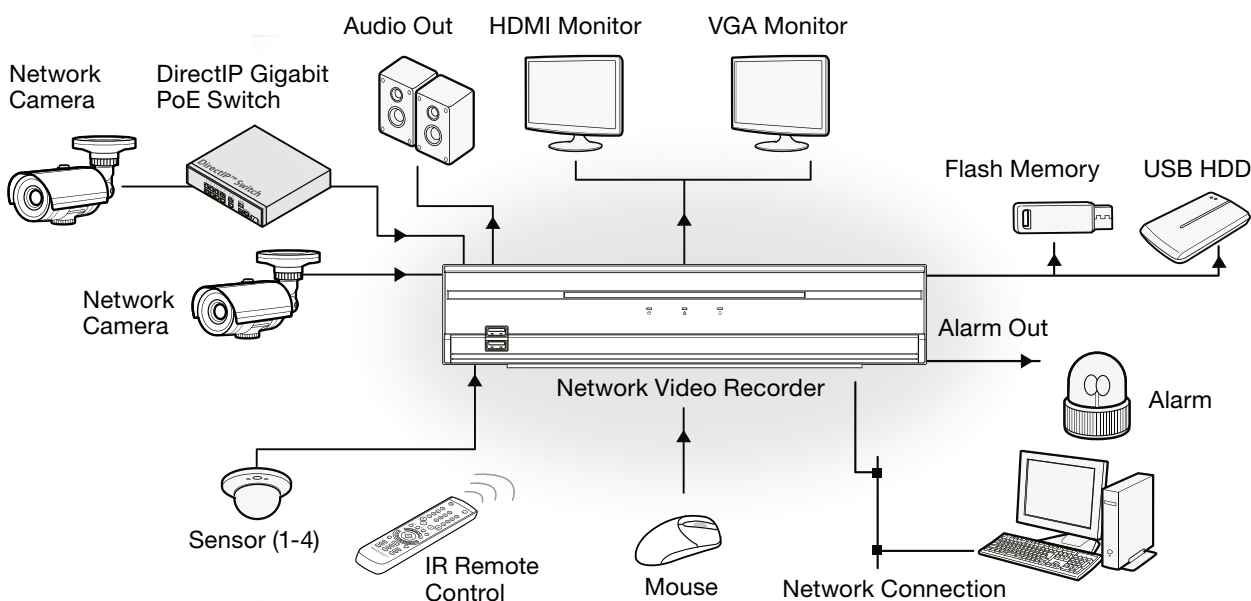 Audio Out
HDMI Monitor
VGA Monitor
Network
Camera
DirectIP Gigabit
PoE Switch
DirectIP™ Switch
Flash Memory
USB HDD
Network
Camera
Alarm Out
Network Video Recorder
Alarm
Sensor (1-4)
IR Remote
Control
Mouse
Network Connection